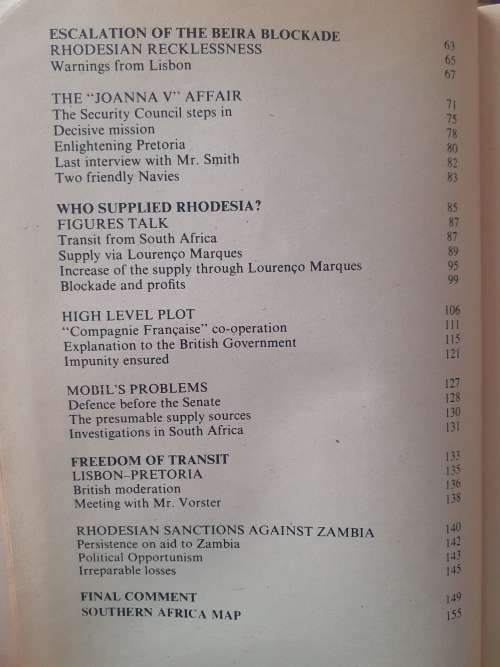 ESCALATION OF THE BEIRA BLOCKADE 63
RHODESIAN RECKLESSNESS 65
Warnings from Lisbon 67
THE "JOANNA V" AFFAIR 71
The Security Council steps in 75
Decisive mission 78
Enlightening Pretoria 80
Last interview with Mr. Smith 82
Two friendly Navies 83
WHO SUPPLIED RHODESIA? 85
FIGURES TALK 87
Transit from South Africa 87
Supply via Lourenço Marques 89
Increase of the supply through Lourenço Marques 95
Blockade and profits 99
HIGH LEVEL PLOT 106
"Compagnie Française" co-operation 111
Explanation to the British Government 115
Impunity ensured 121
MOBIL'S PROBLEMS 127
Defence before the Senate 128
The presumable supply sources 130
Investigations in South Africa 131
FREEDOM OF TRANSIT 133
LISBON–PRETORIA 135
British moderation 136
Meeting with Mr. Vorster 138
RHODESIAN SANCTIONS AGAINST ZAMBIA 140
Persistence on aid to Zambia 142
Political Opportunism 143
Irreparable losses 145
FINAL COMMENT 149
SOUTHERN AFRICA MAP 155